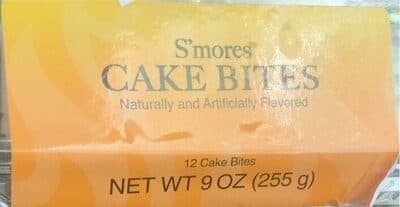 S'mores
CAKE BITES
Naturally and Artificially Flavored
12 Cake Bites
NET WT 9 OZ (255 g)